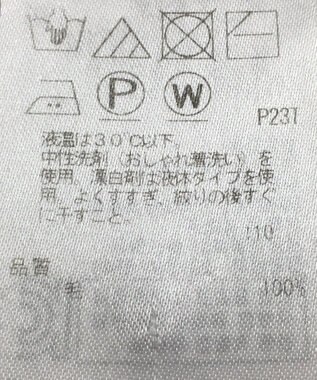 P
W
P231
液温は30°C以下。
中性洗剤（おしゃれ着洗い）を
使用。漂白剤は液体タイプを使
用。よくすすぎ、絞りの後すぐ
に干すこと。
110
品質
毛 100%